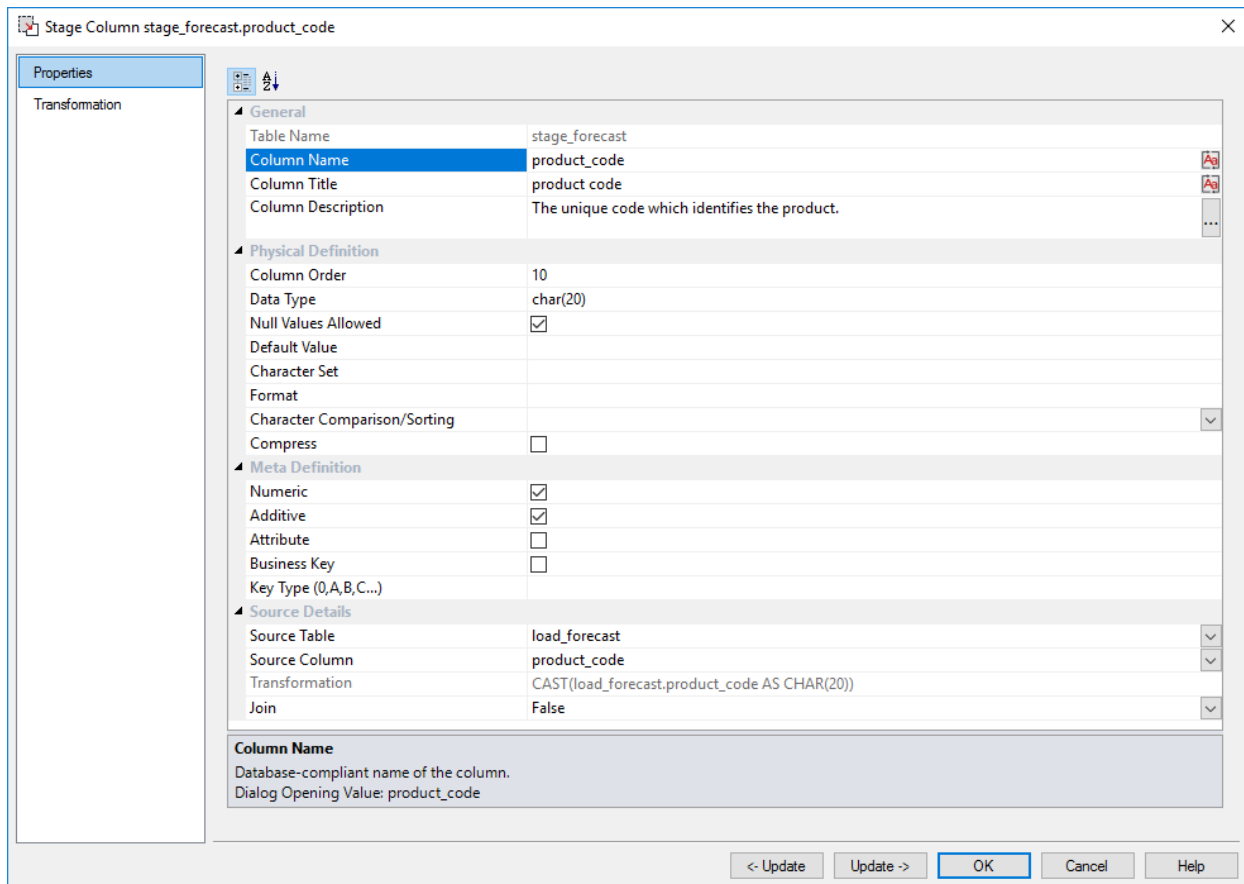 Stage Column stage_forecast.product_code
Properties
Transformation
General
Table Name stage_forecast
Column Name product_code
Column Title product code
Column Description The unique code which identifies the product.
...
Physical Definition
Column Order 10
Data Type char(20)
Null Values Allowed
Default Value
Character Set
Format
Character Comparison/Sorting
Compress
Meta Definition
Numeric
Additive
Attribute
Business Key
Key Type (0,A,B,C...)
Source Details
Source Table load_forecast
Source Column product_code
Transformation CAST(load_forecast.product_code AS CHAR(20))
Join False
Column Name
Database-compliant name of the column.
Dialog Opening Value: product_code
<- Update Update -> OK Cancel Help